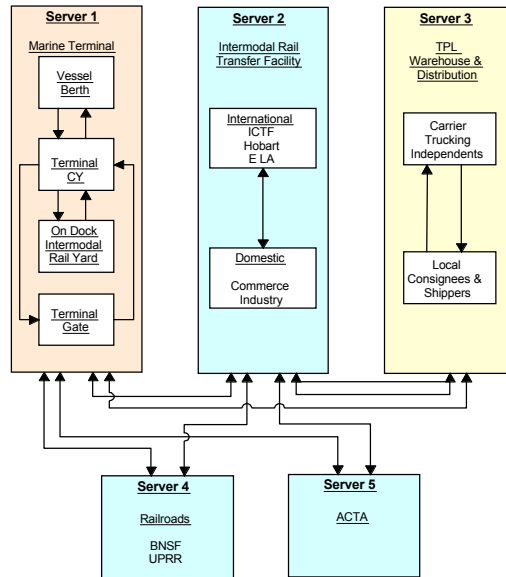 Server 1
Marine Terminal
Vessel
Berth
Terminal
CY
On Dock
Intermodal
Rail Yard
Terminal
Gate
Server 2
Intermodal Rail
Transfer Facility
International
ICTF
Hobart
E LA
Domestic
Commerce
Industry
Server 3
TPL
Warehouse &
Distribution
Carrier
Trucking
Independents
Local
Consignees &
Shippers
Server 4
Railroads
BNSF
UPRR
Server 5
ACTA